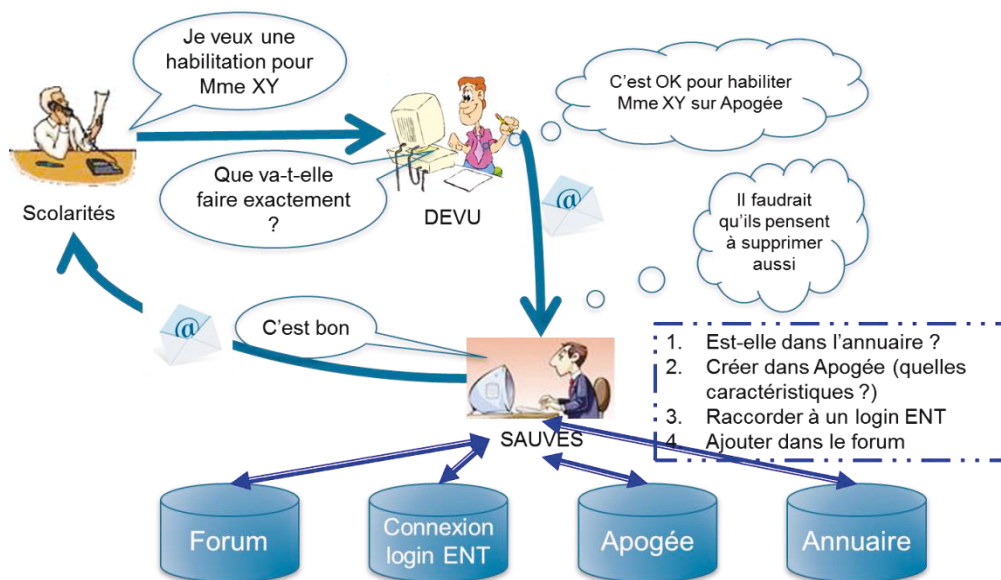 Je veux une
habilitation pour
Mme XY
C'est OK pour habiliter
Mme XY sur Apogée
Que va-t-elle
faire exactement
?
Scolarités
DEVU
@
Il faudrait
qu'ils pensent
à supprimer
aussi
@
C'est bon
1. Est-elle dans l'annuaire ?
2. Créer dans Apogée (quelles
caractéristiques ?)
3. Raccorder à un login ENT
4. Ajouter dans le forum
SAUVES
Forum
Connexion
login ENT
Apogée
Annuaire